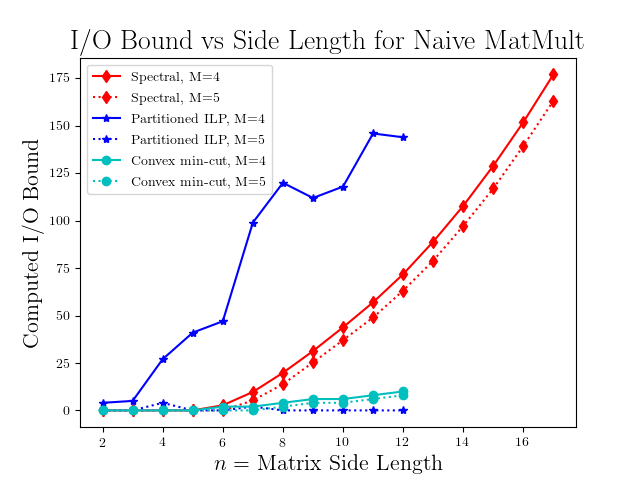 I/O Bound vs Side Length for Naive MatMult
Spectral, M=4
Spectral, M=5
Partitioned ILP, M=4
Partitioned ILP, M=5
Convex min-cut, M=4
Convex min-cut, M=5
Computed I/O Bound
175
150
125
100
75
50
25
0
2 4 6 8 10 12 14 16
n = Matrix Side Length